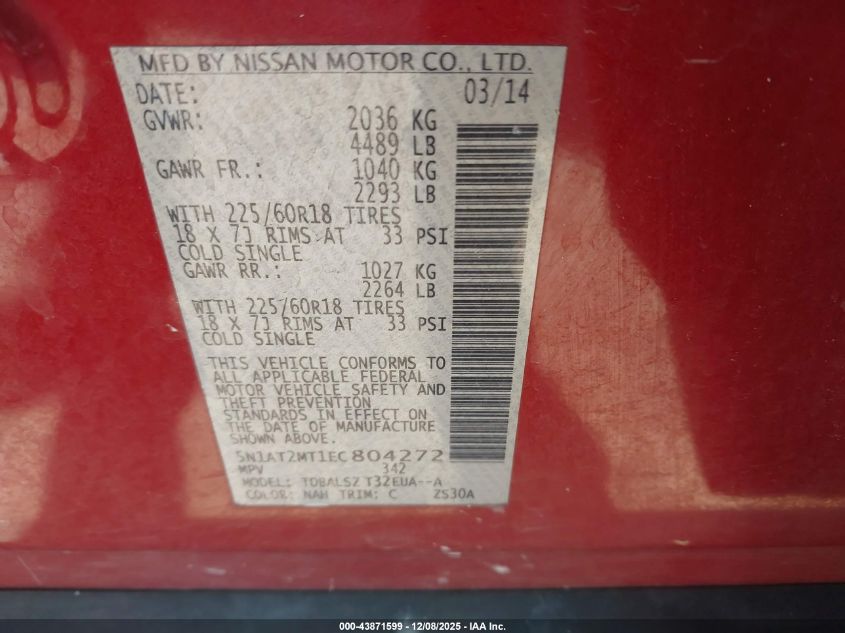 MFD BY NISSAN MOTOR CO., LTD.
DATE: 03/14
GVWR: 2036 KG
4489 LB
GAWR FR.: 1040 KG
2293 LB
WITH 225/60R18 TIRES
18 X 7J RIMS AT 33 PSI
COLD SINGLE
GAWR RR.: 1027 KG
2264 LB
WITH 225/60R18 TIRES
18 X 7J RIMS AT 33 PSI
COLD SINGLE
THIS VEHICLE CONFORMS TO
ALL APPLICABLE FEDERAL
MOTOR VEHICLE SAFETY AND
THEFT PREVENTION
STANDARDS IN EFFECT ON
THE DATE OF MANUFACTURE
SHOWN ABOVE.
5N1AT2MT1EC804272
MPV 342
MODEL: TDBALSZ T32EUA--A
COLOR: NAH TRIM: C ZS30A
000-43871599 - 12/08/2025 - IAA Inc.